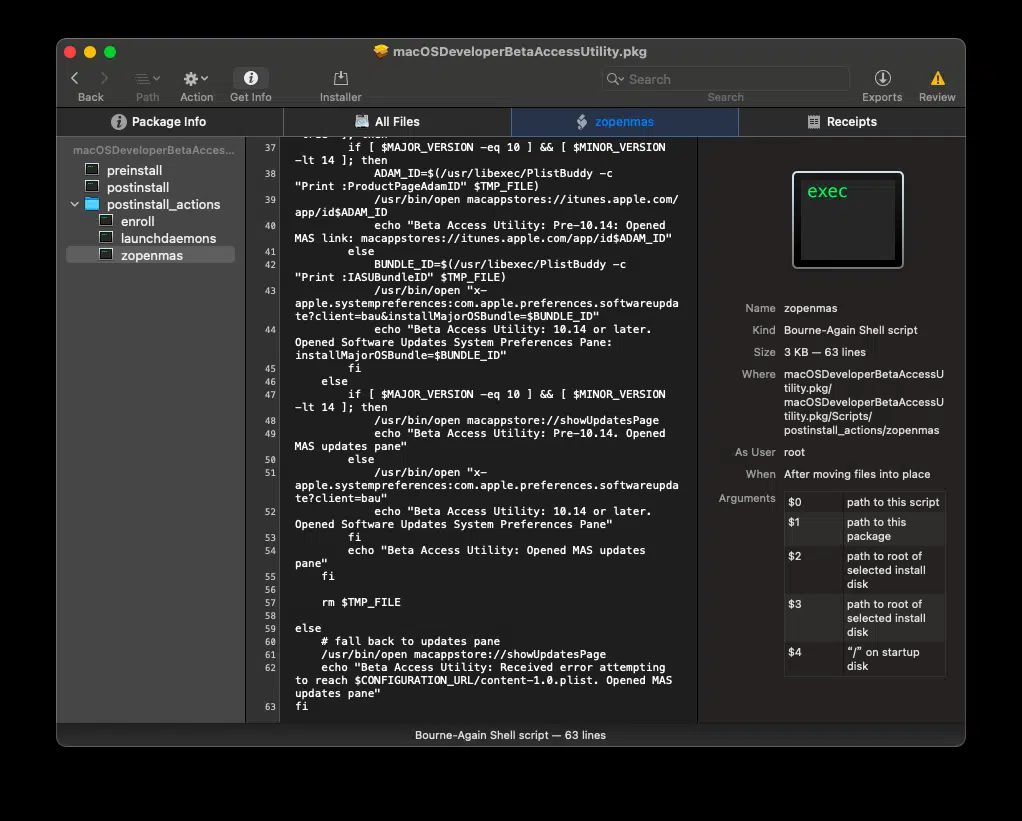 macOSDeveloperBetaAccessUtility.pkg
Back
Path
Action
Get Info
Installer
Search
Search
Exports
Review
Package Info
All Files
zopenmas
Receipts
macOSDeveloperBetaAcces...
preinstall
postinstall
postinstall_actions
enroll
launchdaemons
zopenmas
37 if [ $MAJOR_VERSION -eq 10 ] && [ $MINOR_VERSION
-lt 14 ]; then
38 ADAM_ID=$(/usr/libexec/PlistBuddy -c
"Print :ProductPageAdamID" $TMP_FILE)
39 /usr/bin/open macappstores://itunes.apple.com/
app/id$ADAM_ID
40 echo "Beta Access Utility: Pre-10.14: Opened
MAS link: macappstores://itunes.apple.com/app/id$ADAM_ID"
41 else
42 BUNDLE_ID=$(/usr/libexec/PlistBuddy -c
"Print :IASUBundleID" $TMP_FILE)
43 /usr/bin/open "x-
apple.systempreferences:com.apple.preferences.softwareupda
te?client=bau&installMajorOSBundle=$BUNDLE_ID"
44 echo "Beta Access Utility: 10.14 or later.
Opened Software Updates System Preferences Pane:
installMajorOSBundle=$BUNDLE_ID"
45 fi
46 else
47 if [ $MAJOR_VERSION -eq 10 ] && [ $MINOR_VERSION
-lt 14 ]; then
48 /usr/bin/open macappstore://showUpdatesPage
49 echo "Beta Access Utility: Pre-10.14. Opened
MAS updates pane"
50 else
51 /usr/bin/open "x-
apple.systempreferences:com.apple.preferences.softwareupda
te?client=bau"
52 echo "Beta Access Utility: 10.14 or later.
Opened Software Updates System Preferences Pane"
53 fi
54 echo "Beta Access Utility: Opened MAS updates
pane"
55 fi
56
57 rm $TMP_FILE
58
59 else
60 # fall back to updates pane
61 /usr/bin/open macappstore://showUpdatesPage
62 echo "Beta Access Utility: Received error attempting
to reach $CONFIGURATION_URL/content-1.0.plist. Opened MAS
updates pane"
63 fi
exec
Name zopenmas
Kind Bourne-Again Shell script
Size 3 KB — 63 lines
Where macOSDeveloperBetaAccessU
tility.pkg/
macOSDeveloperBetaAccessU
tility.pkg/Scripts/
postinstall_actions/zopenmas
As User root
When After moving files into place
Arguments
$0 path to this script
$1 path to this
package
$2 path to root of
selected install
disk
$3 path to root of
selected install
disk
$4 “/” on startup
disk
Bourne-Again Shell script — 63 lines